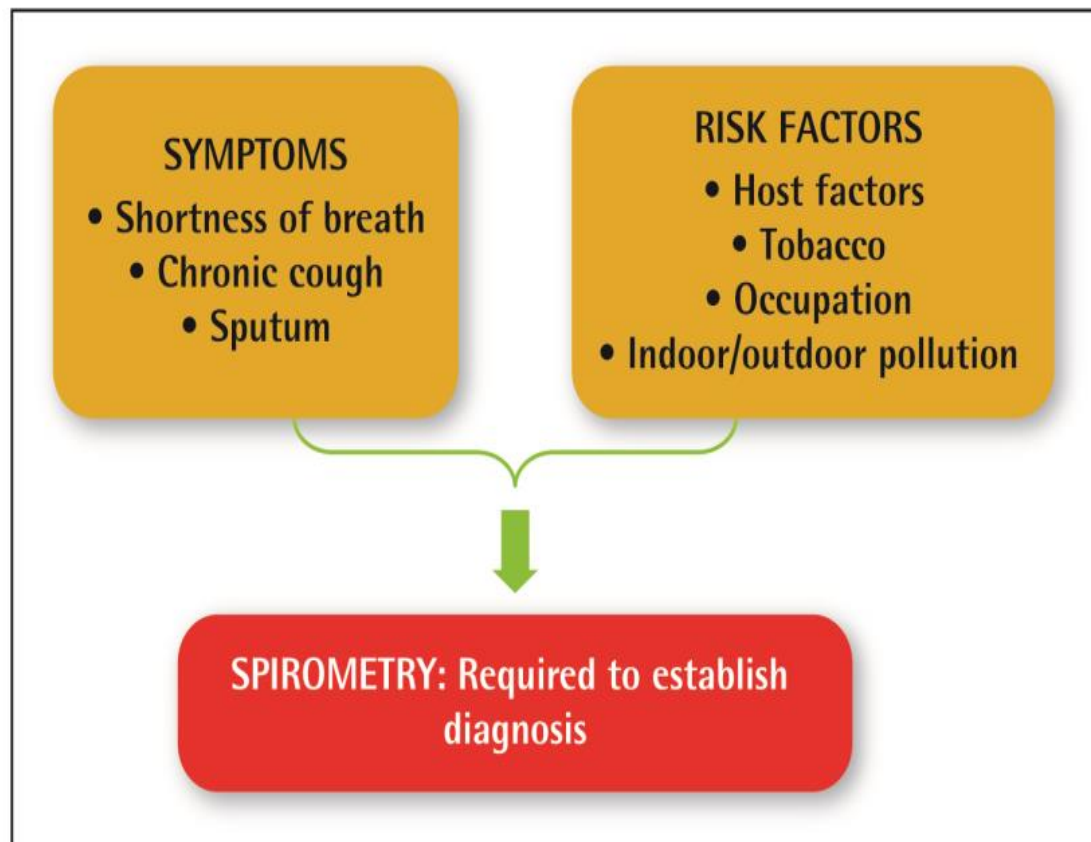 SYMPTOMS
• Shortness of breath
• Chronic cough
• Sputum
RISK FACTORS
• Host factors
• Tobacco
• Occupation
• Indoor/outdoor pollution
SPIROMETRY: Required to establish
diagnosis